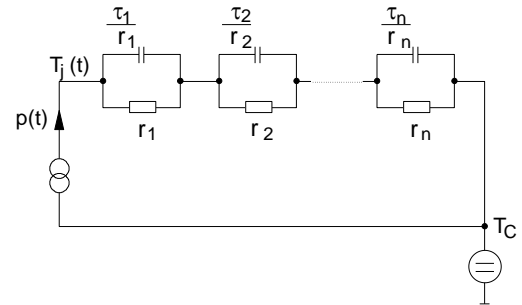 τ1 τ2 τn
r1 r2 rn
Tj(t)
p(t)
r1 r2 rn
TC